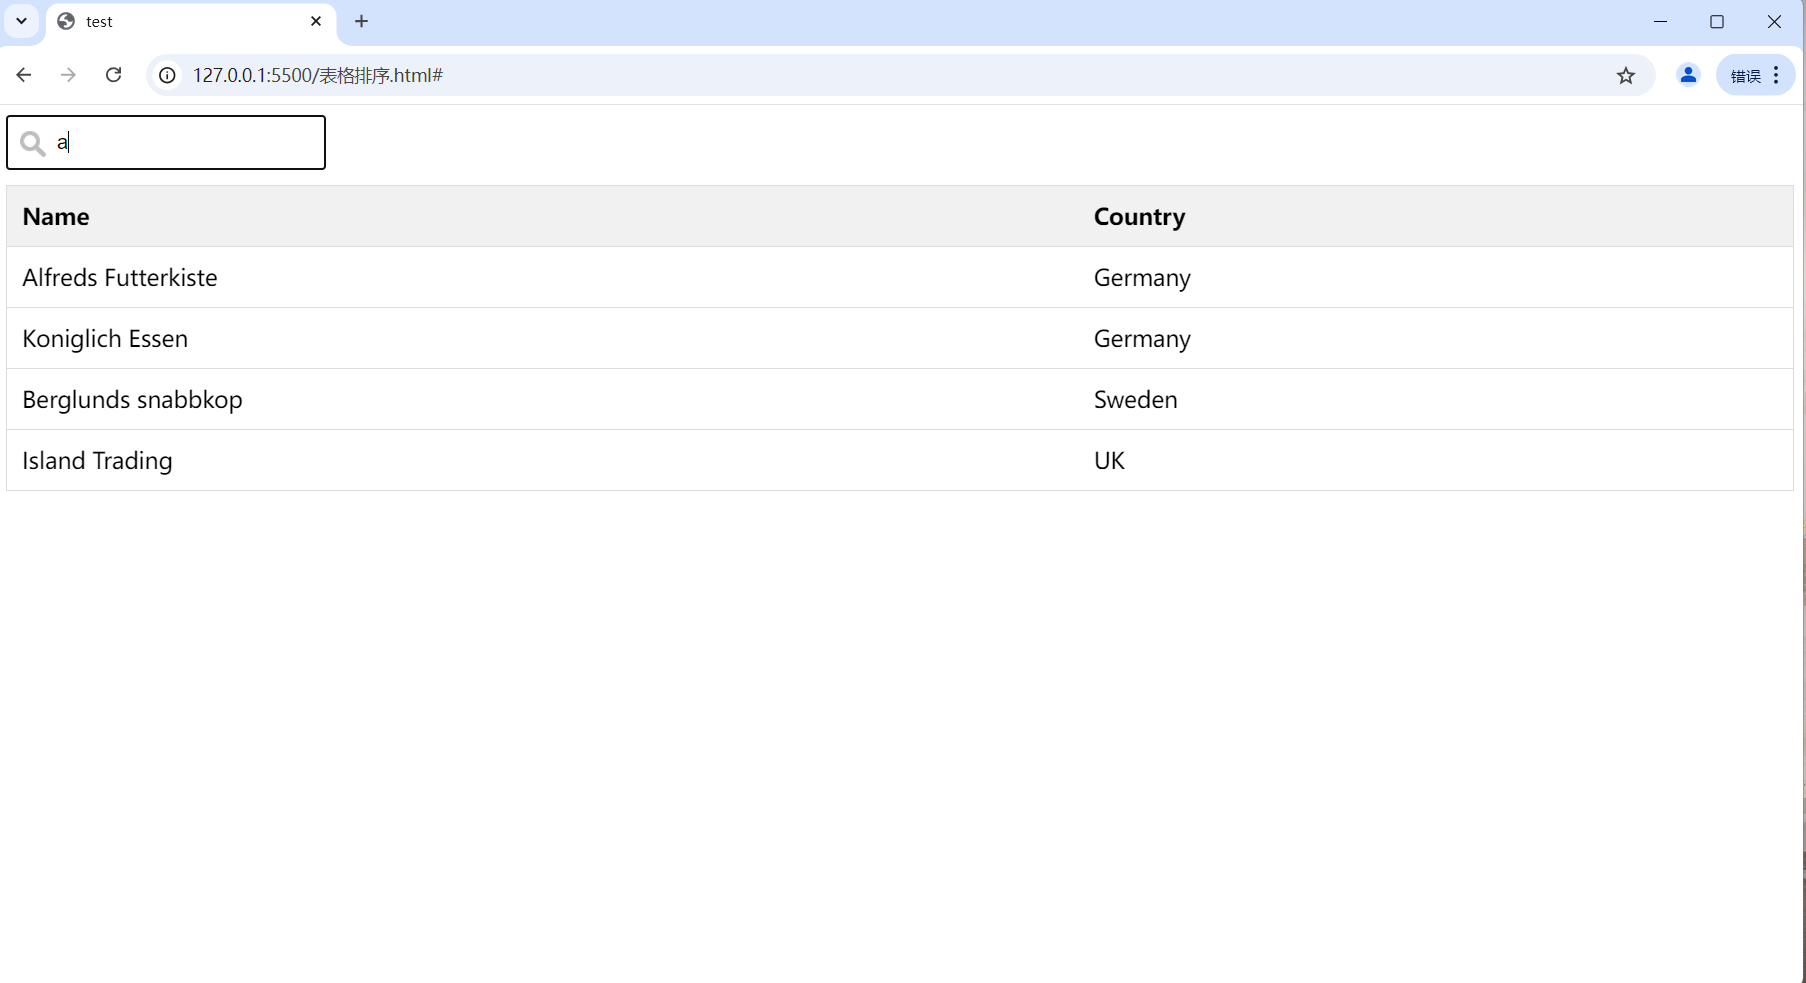 test
127.0.0.1:5500/表格排序.html#
错误
a
Name Country
Alfreds Futterkiste Germany
Koniglich Essen Germany
Berglunds snabbkop Sweden
Island Trading UK